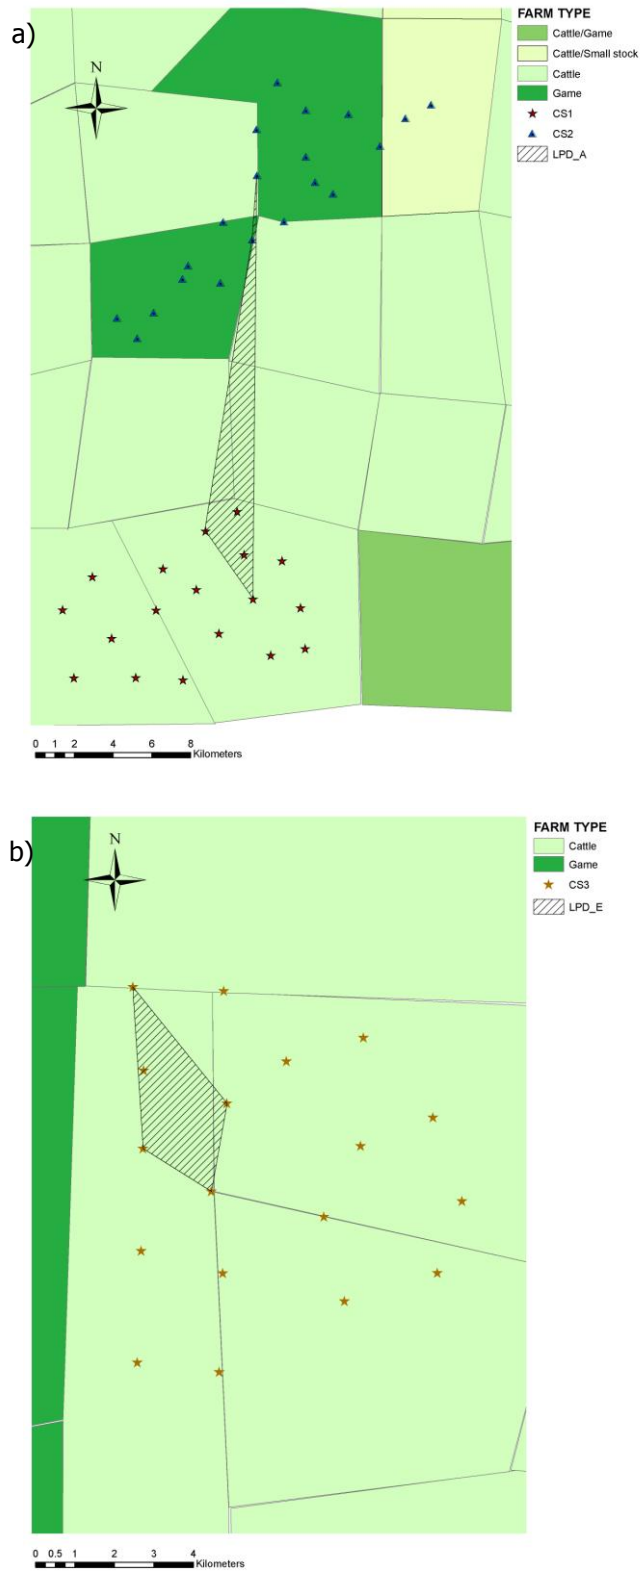 a)
N
FARM TYPE
Cattle/Game
Cattle/Small stock
Cattle
Game
CS1
CS2
LPD_A
0 1 2 4 6 8
Kilometers
b)
N
FARM TYPE
Cattle
Game
CS3
LPD_E
0 0.5 1 2 3 4
Kilometers